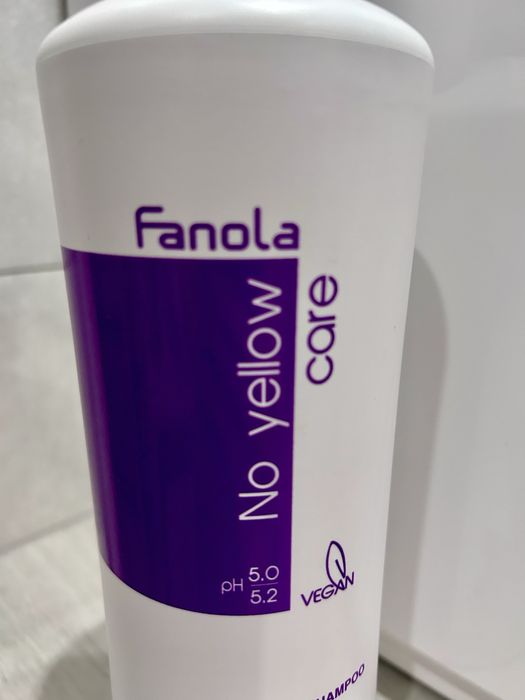 Fanola
No yellow
care
pH 5.0
5.2
VEGAN